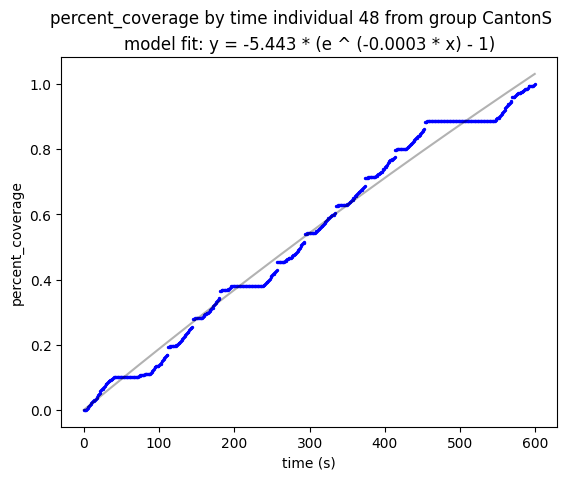 percent_coverage by time individual 48 from group CantonS
model fit: y = -5.443 * (e ^ (-0.0003 * x) - 1)
1.0
0.8
0.6
0.4
0.2
0.0
percent_coverage
0 100 200 300 400 500 600
time (s)